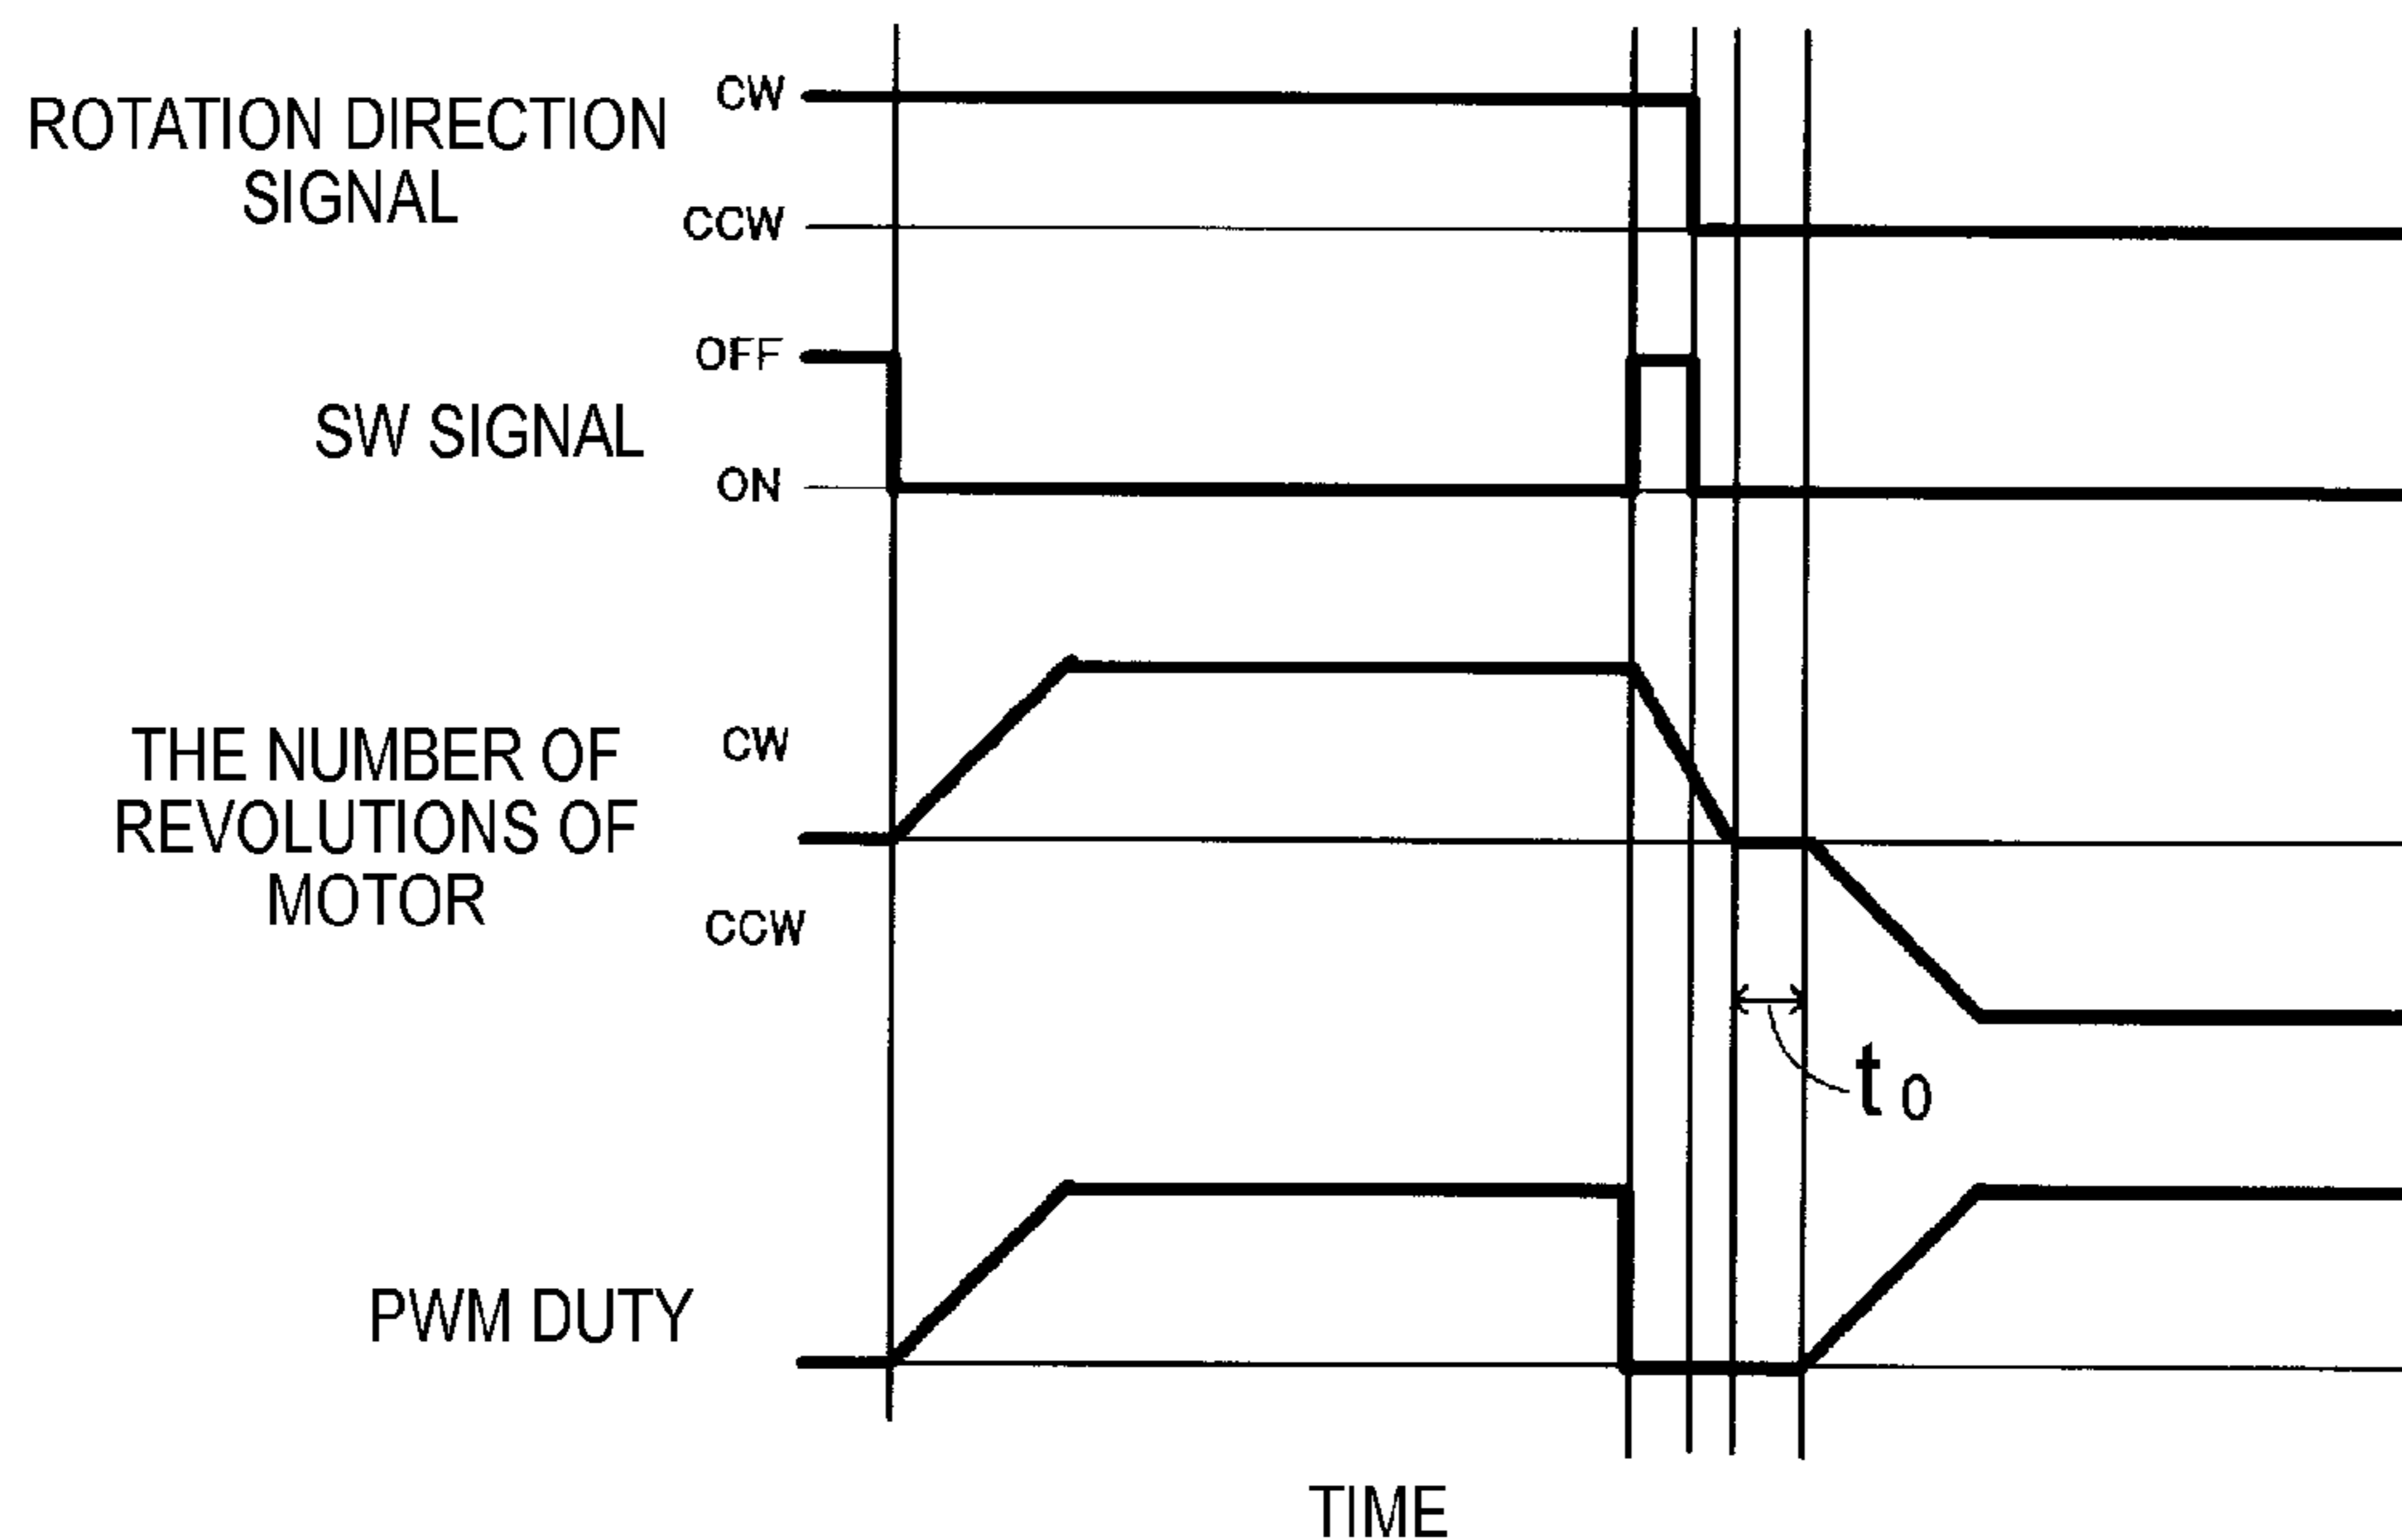 ROTATION DIRECTION
SIGNAL
CW
CCW
SW SIGNAL
OFF
ON
THE NUMBER OF
REVOLUTIONS OF
MOTOR
CW
CCW
t0
PWM DUTY
TIME